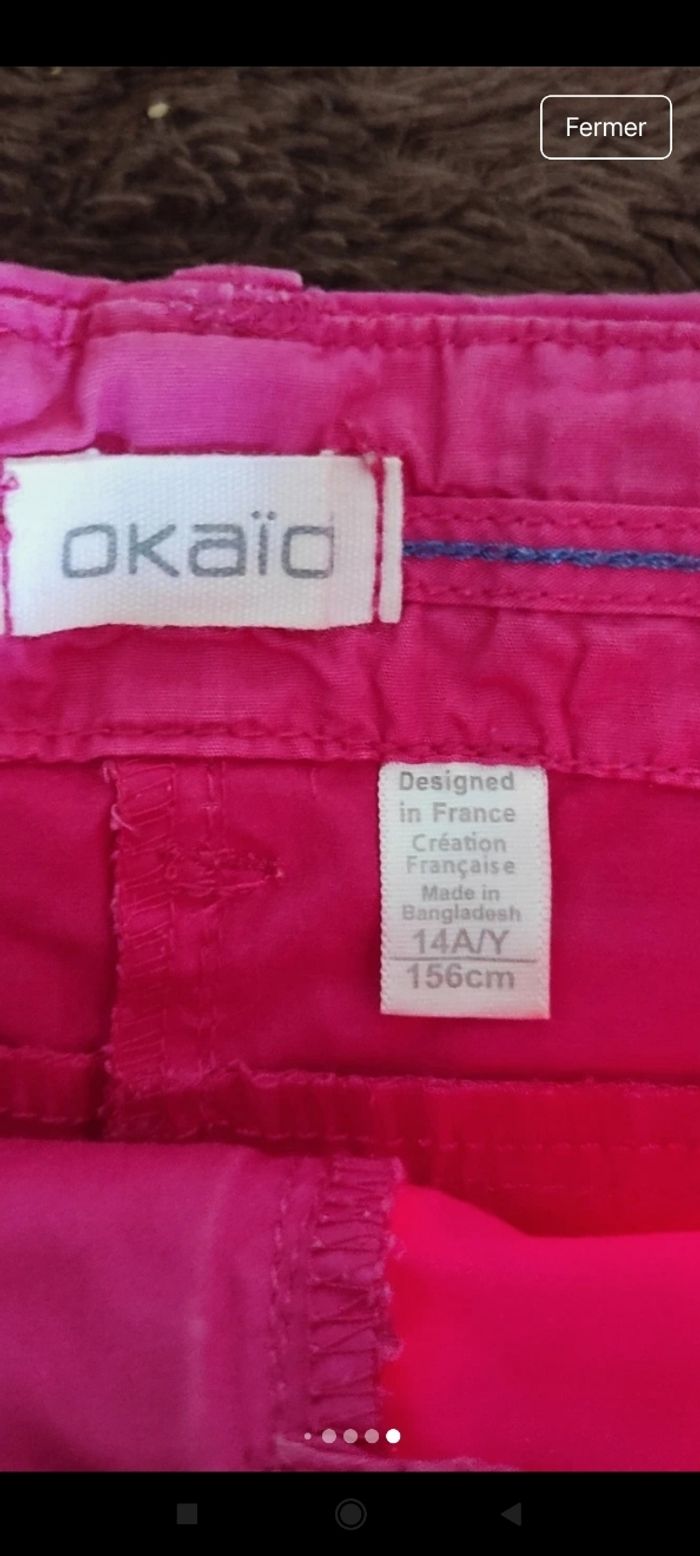 Fermer
okaïd
Designed
in France
Création
Française
Made in
Bangladesh
14A/Y
156cm